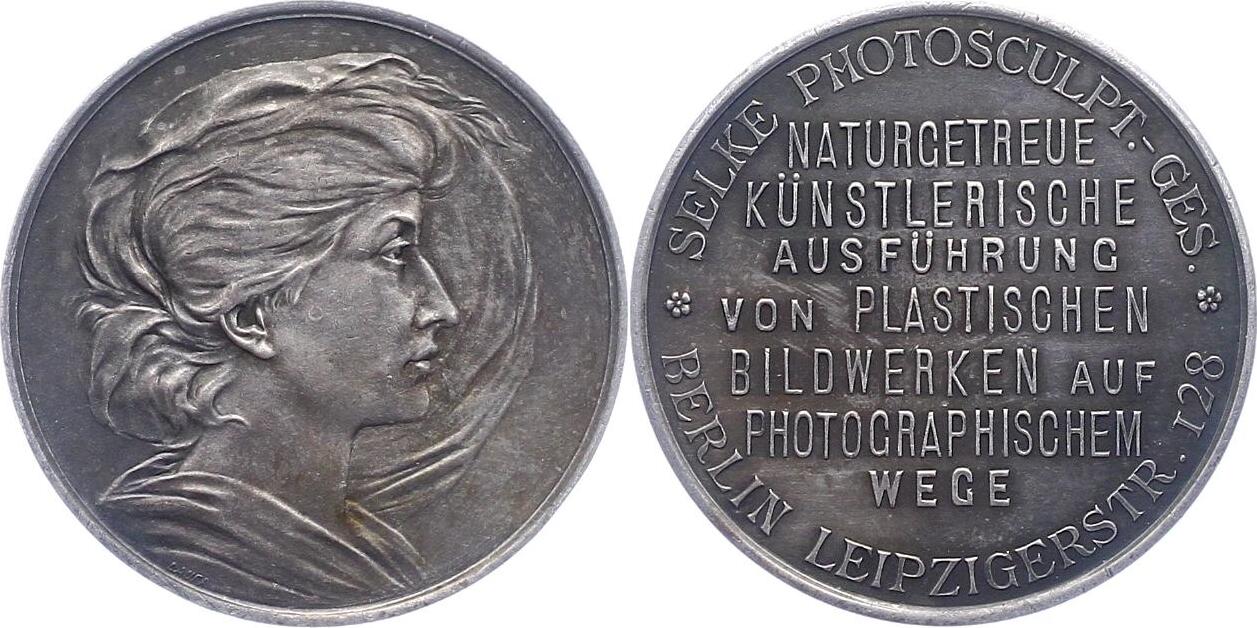 SELKE PHOTOSCULPT.-GES.
NATURGETREUE
KÜNSTLERISCHE
AUSFÜHRUNG
VON PLASTISCHEN
BILDWERKEN AUF
PHOTOGRAPHISCHEM
WEGE
BERLIN LEIPZIGERSTR. 128